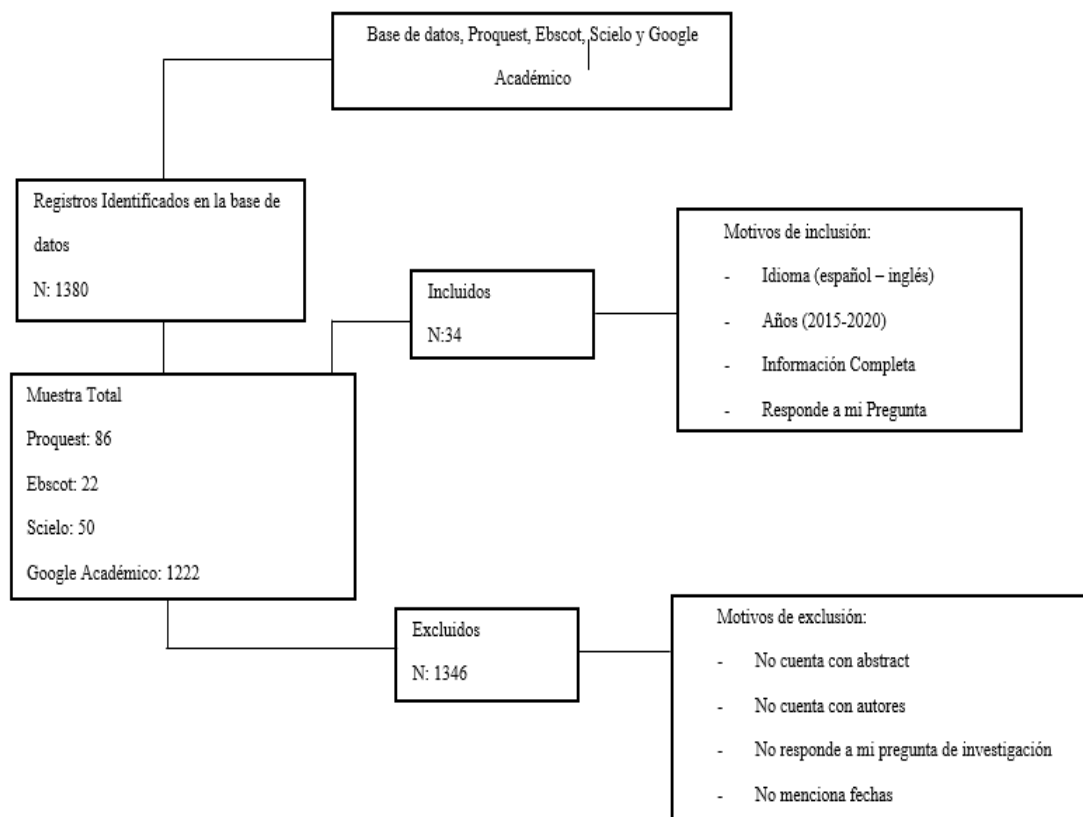 Base de datos, Proquest, Ebscot, Scielo y Google
Académico
Registros Identificados en la base de
datos
N: 1380
Incluidos
N:34
Motivos de inclusión:
- Idioma (español – inglés)
- Años (2015-2020)
- Información Completa
- Responde a mi Pregunta
Muestra Total
Proquest: 86
Ebscot: 22
Scielo: 50
Google Académico: 1222
Excluidos
N: 1346
Motivos de exclusión:
- No cuenta con abstract
- No cuenta con autores
- No responde a mi pregunta de investigación
- No menciona fechas